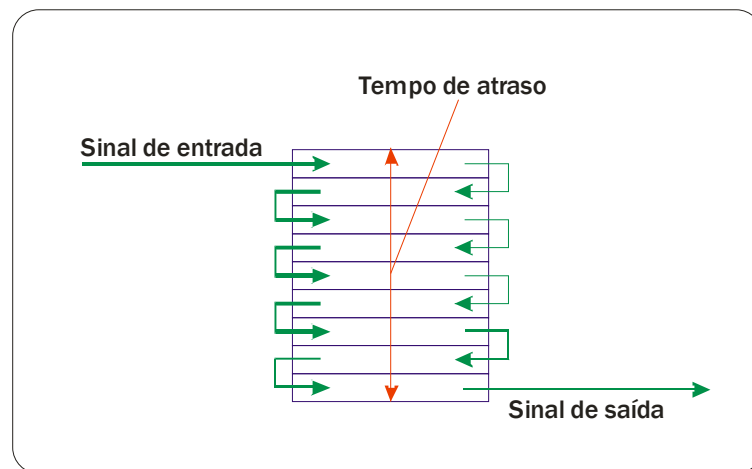 Tempo de atraso
Sinal de entrada
Sinal de saída